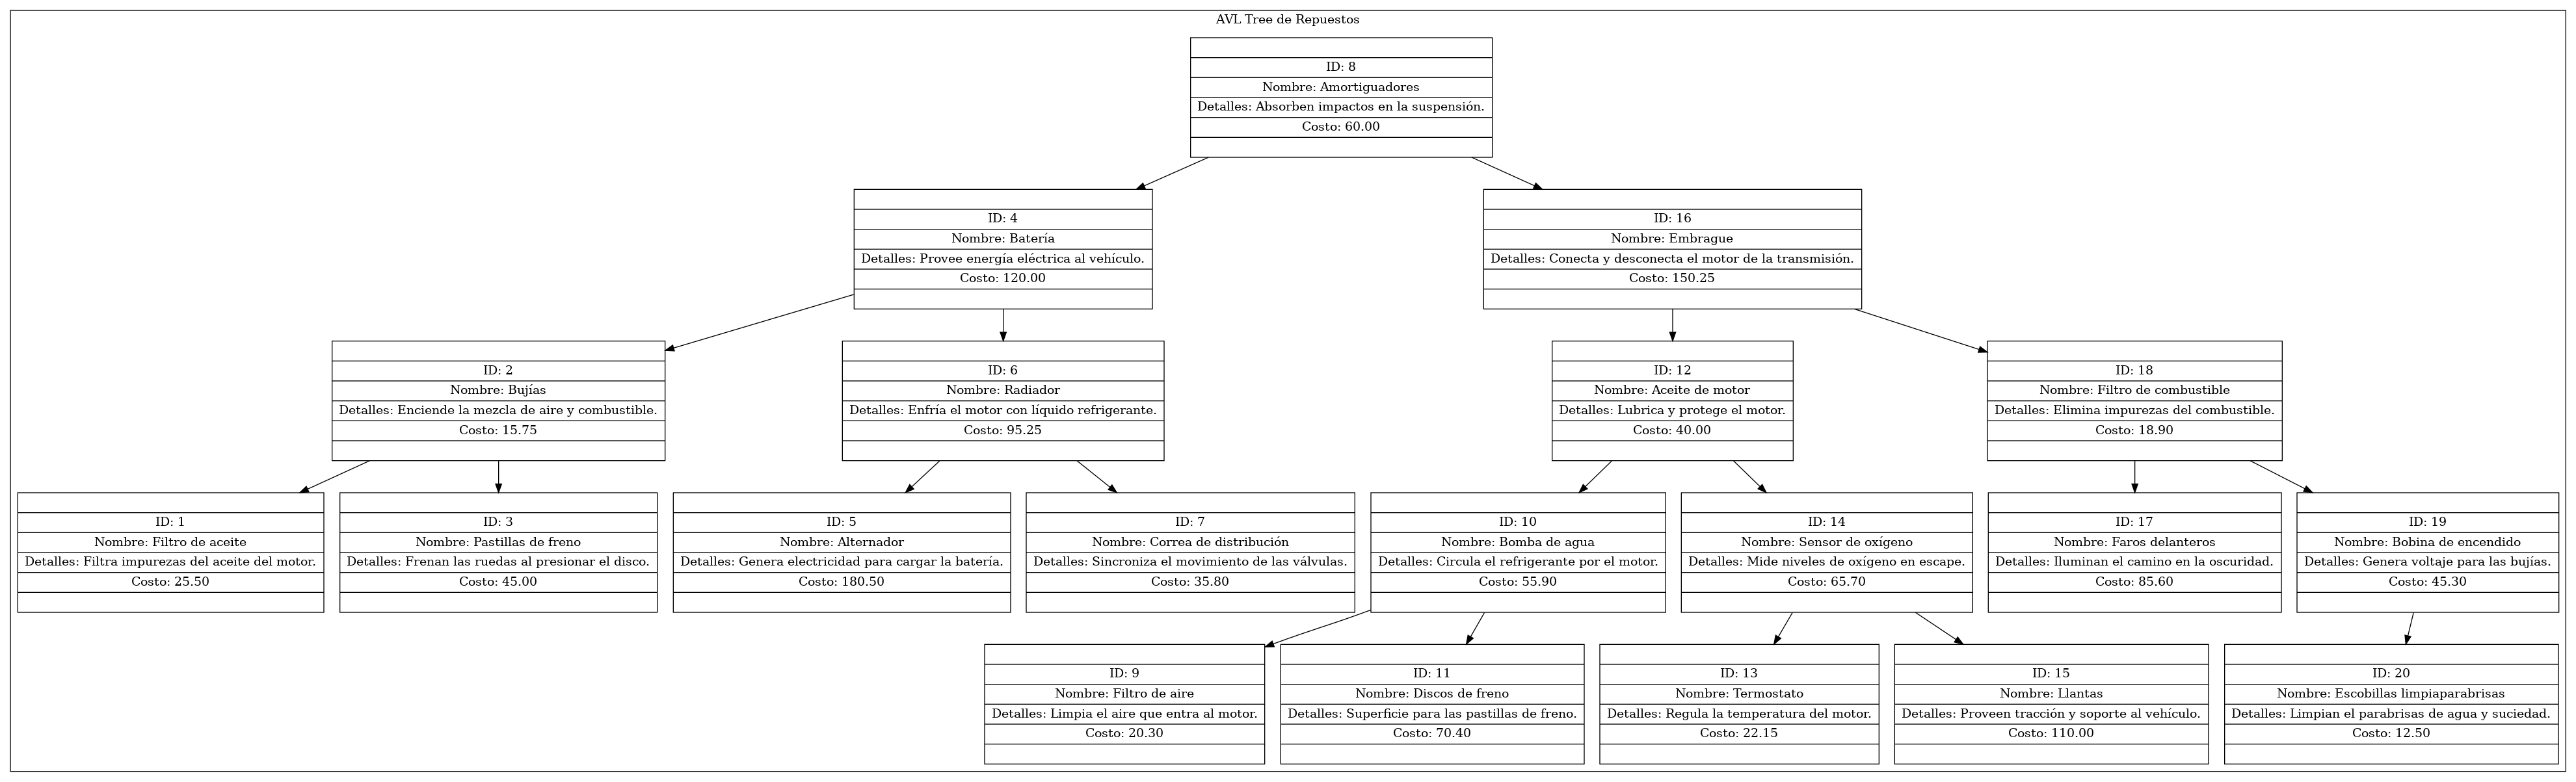 AVL Tree de Repuestos
ID: 8
Nombre: Amortiguadores
Detalles: Absorben impactos en la suspensión.
Costo: 60.00
ID: 4
Nombre: Batería
Detalles: Provee energía eléctrica al vehículo.
Costo: 120.00
ID: 16
Nombre: Embrague
Detalles: Conecta y desconecta el motor de la transmisión.
Costo: 150.25
ID: 2
Nombre: Bujías
Detalles: Enciende la mezcla de aire y combustible.
Costo: 15.75
ID: 6
Nombre: Radiador
Detalles: Enfría el motor con líquido refrigerante.
Costo: 95.25
ID: 12
Nombre: Aceite de motor
Detalles: Lubrica y protege el motor.
Costo: 40.00
ID: 18
Nombre: Filtro de combustible
Detalles: Elimina impurezas del combustible.
Costo: 18.90
ID: 1
Nombre: Filtro de aceite
Detalles: Filtra impurezas del aceite del motor.
Costo: 25.50
ID: 3
Nombre: Pastillas de freno
Detalles: Frenan las ruedas al presionar el disco.
Costo: 45.00
ID: 5
Nombre: Alternador
Detalles: Genera electricidad para cargar la batería.
Costo: 180.50
ID: 7
Nombre: Correa de distribución
Detalles: Sincroniza el movimiento de las válvulas.
Costo: 35.80
ID: 10
Nombre: Bomba de agua
Detalles: Circula el refrigerante por el motor.
Costo: 55.90
ID: 14
Nombre: Sensor de oxígeno
Detalles: Mide niveles de oxígeno en escape.
Costo: 65.70
ID: 17
Nombre: Faros delanteros
Detalles: Iluminan el camino en la oscuridad.
Costo: 85.60
ID: 19
Nombre: Bobina de encendido
Detalles: Genera voltaje para las bujías.
Costo: 45.30
ID: 9
Nombre: Filtro de aire
Detalles: Limpia el aire que entra al motor.
Costo: 20.30
ID: 11
Nombre: Discos de freno
Detalles: Superficie para las pastillas de freno.
Costo: 70.40
ID: 13
Nombre: Termostato
Detalles: Regula la temperatura del motor.
Costo: 22.15
ID: 15
Nombre: Llantas
Detalles: Proveen tracción y soporte al vehículo.
Costo: 110.00
ID: 20
Nombre: Escobillas limpiaparabrisas
Detalles: Limpian el parabrisas de agua y suciedad.
Costo: 12.50